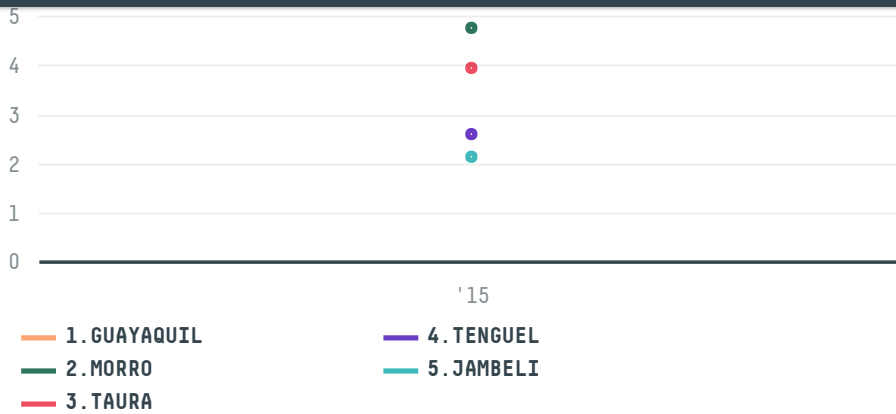 5
4
3
2
1
0
'15
1.GUAYAQUIL
2.MORRO
3.TAURA
4.TENGUEL
5.JAMBELI